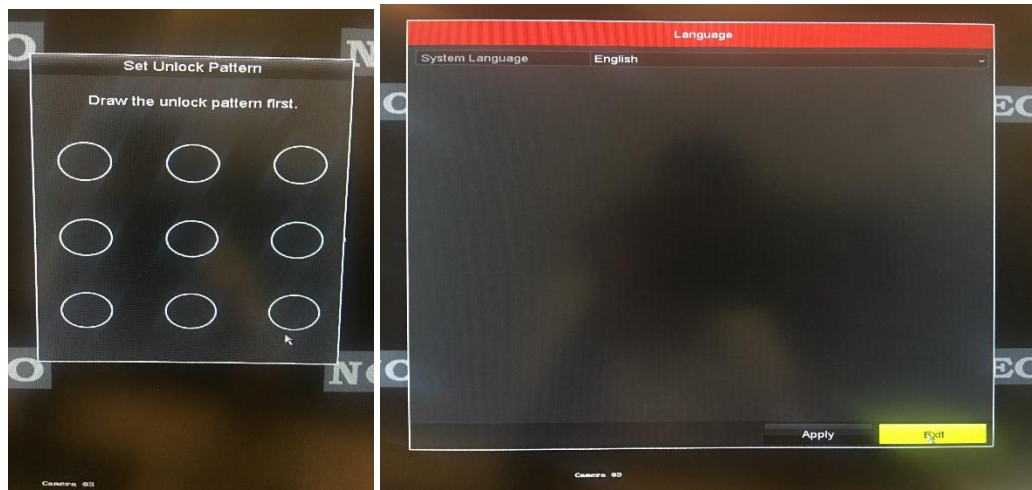 Set Unlock Pattern
Draw the unlock pattern first.
Camera 03
Language
System Language English
Apply Exit
Camera 03